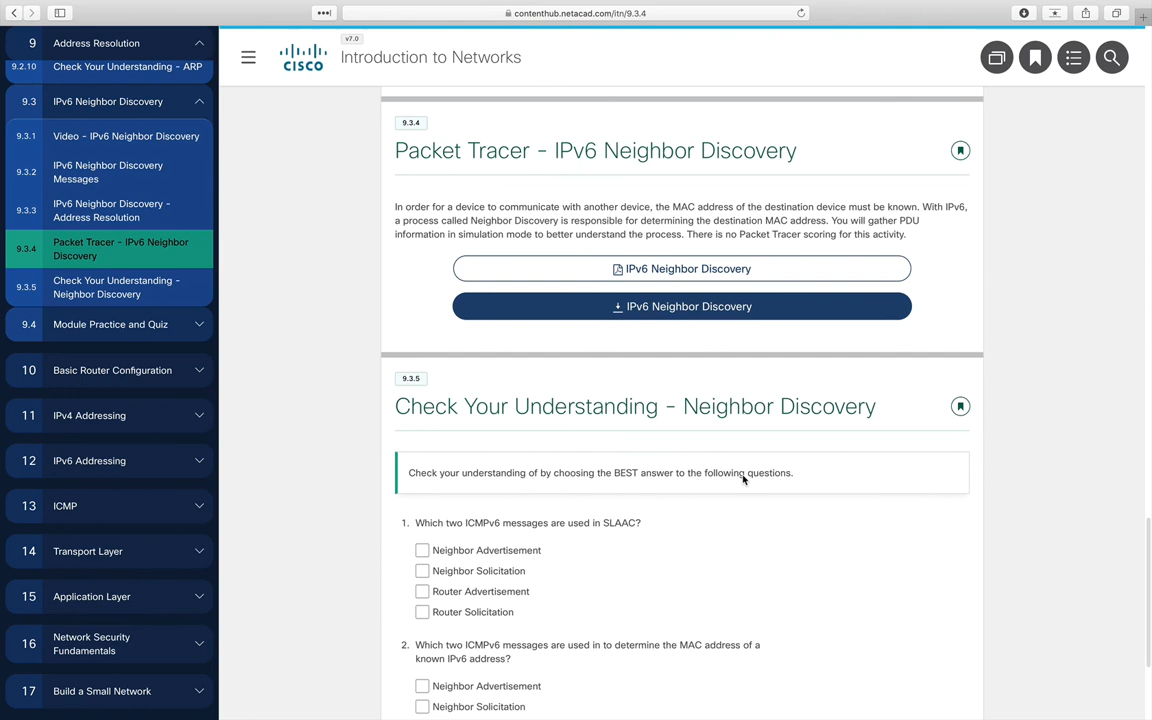 contenthub.netacad.com/itn/9.3.4
9 Address Resolution
9.2.10 Check Your Understanding - ARP
9.3 IPv6 Neighbor Discovery
9.3.1 Video - IPv6 Neighbor Discovery
9.3.2 IPv6 Neighbor Discovery
Messages
9.3.3 IPv6 Neighbor Discovery -
Address Resolution
9.3.4 Packet Tracer - IPv6 Neighbor
Discovery
9.3.5 Check Your Understanding -
Neighbor Discovery
9.4 Module Practice and Quiz
10 Basic Router Configuration
11 IPv4 Addressing
12 IPv6 Addressing
13 ICMP
14 Transport Layer
15 Application Layer
16 Network Security
Fundamentals
17 Build a Small Network
CISCO
v7.0
Introduction to Networks
9.3.4
Packet Tracer - IPv6 Neighbor Discovery
In order for a device to communicate with another device, the MAC address of the destination device must be known. With IPv6,
a process called Neighbor Discovery is responsible for determining the destination MAC address. You will gather PDU
information in simulation mode to better understand the process. There is no Packet Tracer scoring for this activity.
IPv6 Neighbor Discovery
IPv6 Neighbor Discovery
9.3.5
Check Your Understanding - Neighbor Discovery
Check your understanding of by choosing the BEST answer to the following questions.
1. Which two ICMPv6 messages are used in SLAAC?
Neighbor Advertisement
Neighbor Solicitation
Router Advertisement
Router Solicitation
2. Which two ICMPv6 messages are used in to determine the MAC address of a
known IPv6 address?
Neighbor Advertisement
Neighbor Solicitation